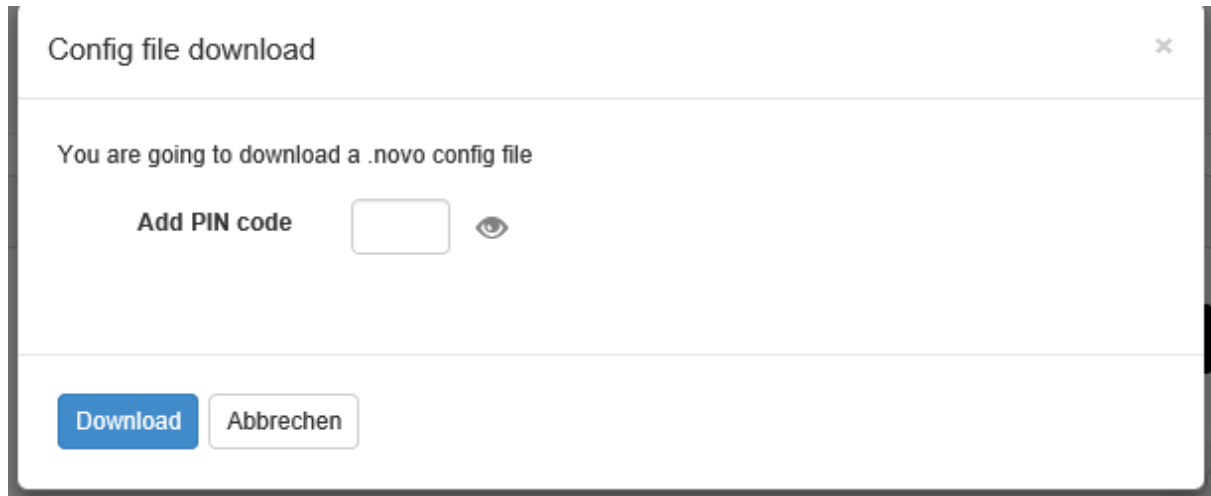 Config file download
×
You are going to download a .novo config file
Add PIN code
Download
Abbrechen